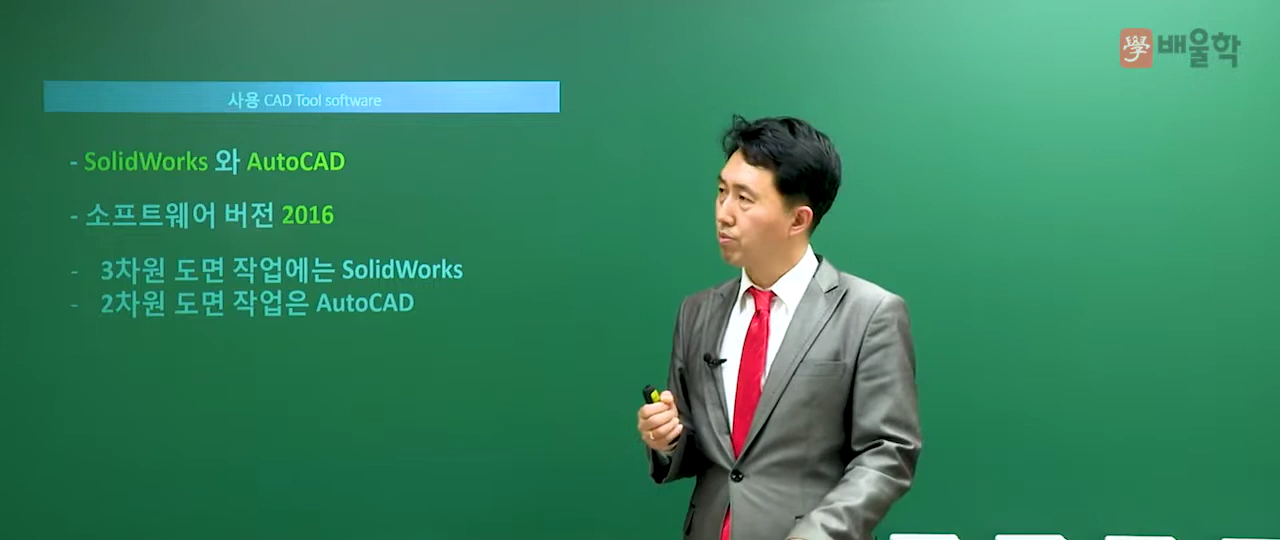 學 배울학
사용 CAD Tool software
- SolidWorks 와 AutoCAD
- 소프트웨어 버전 2016
- 3차원 도면 작업에는 SolidWorks
- 2차원 도면 작업은 AutoCAD